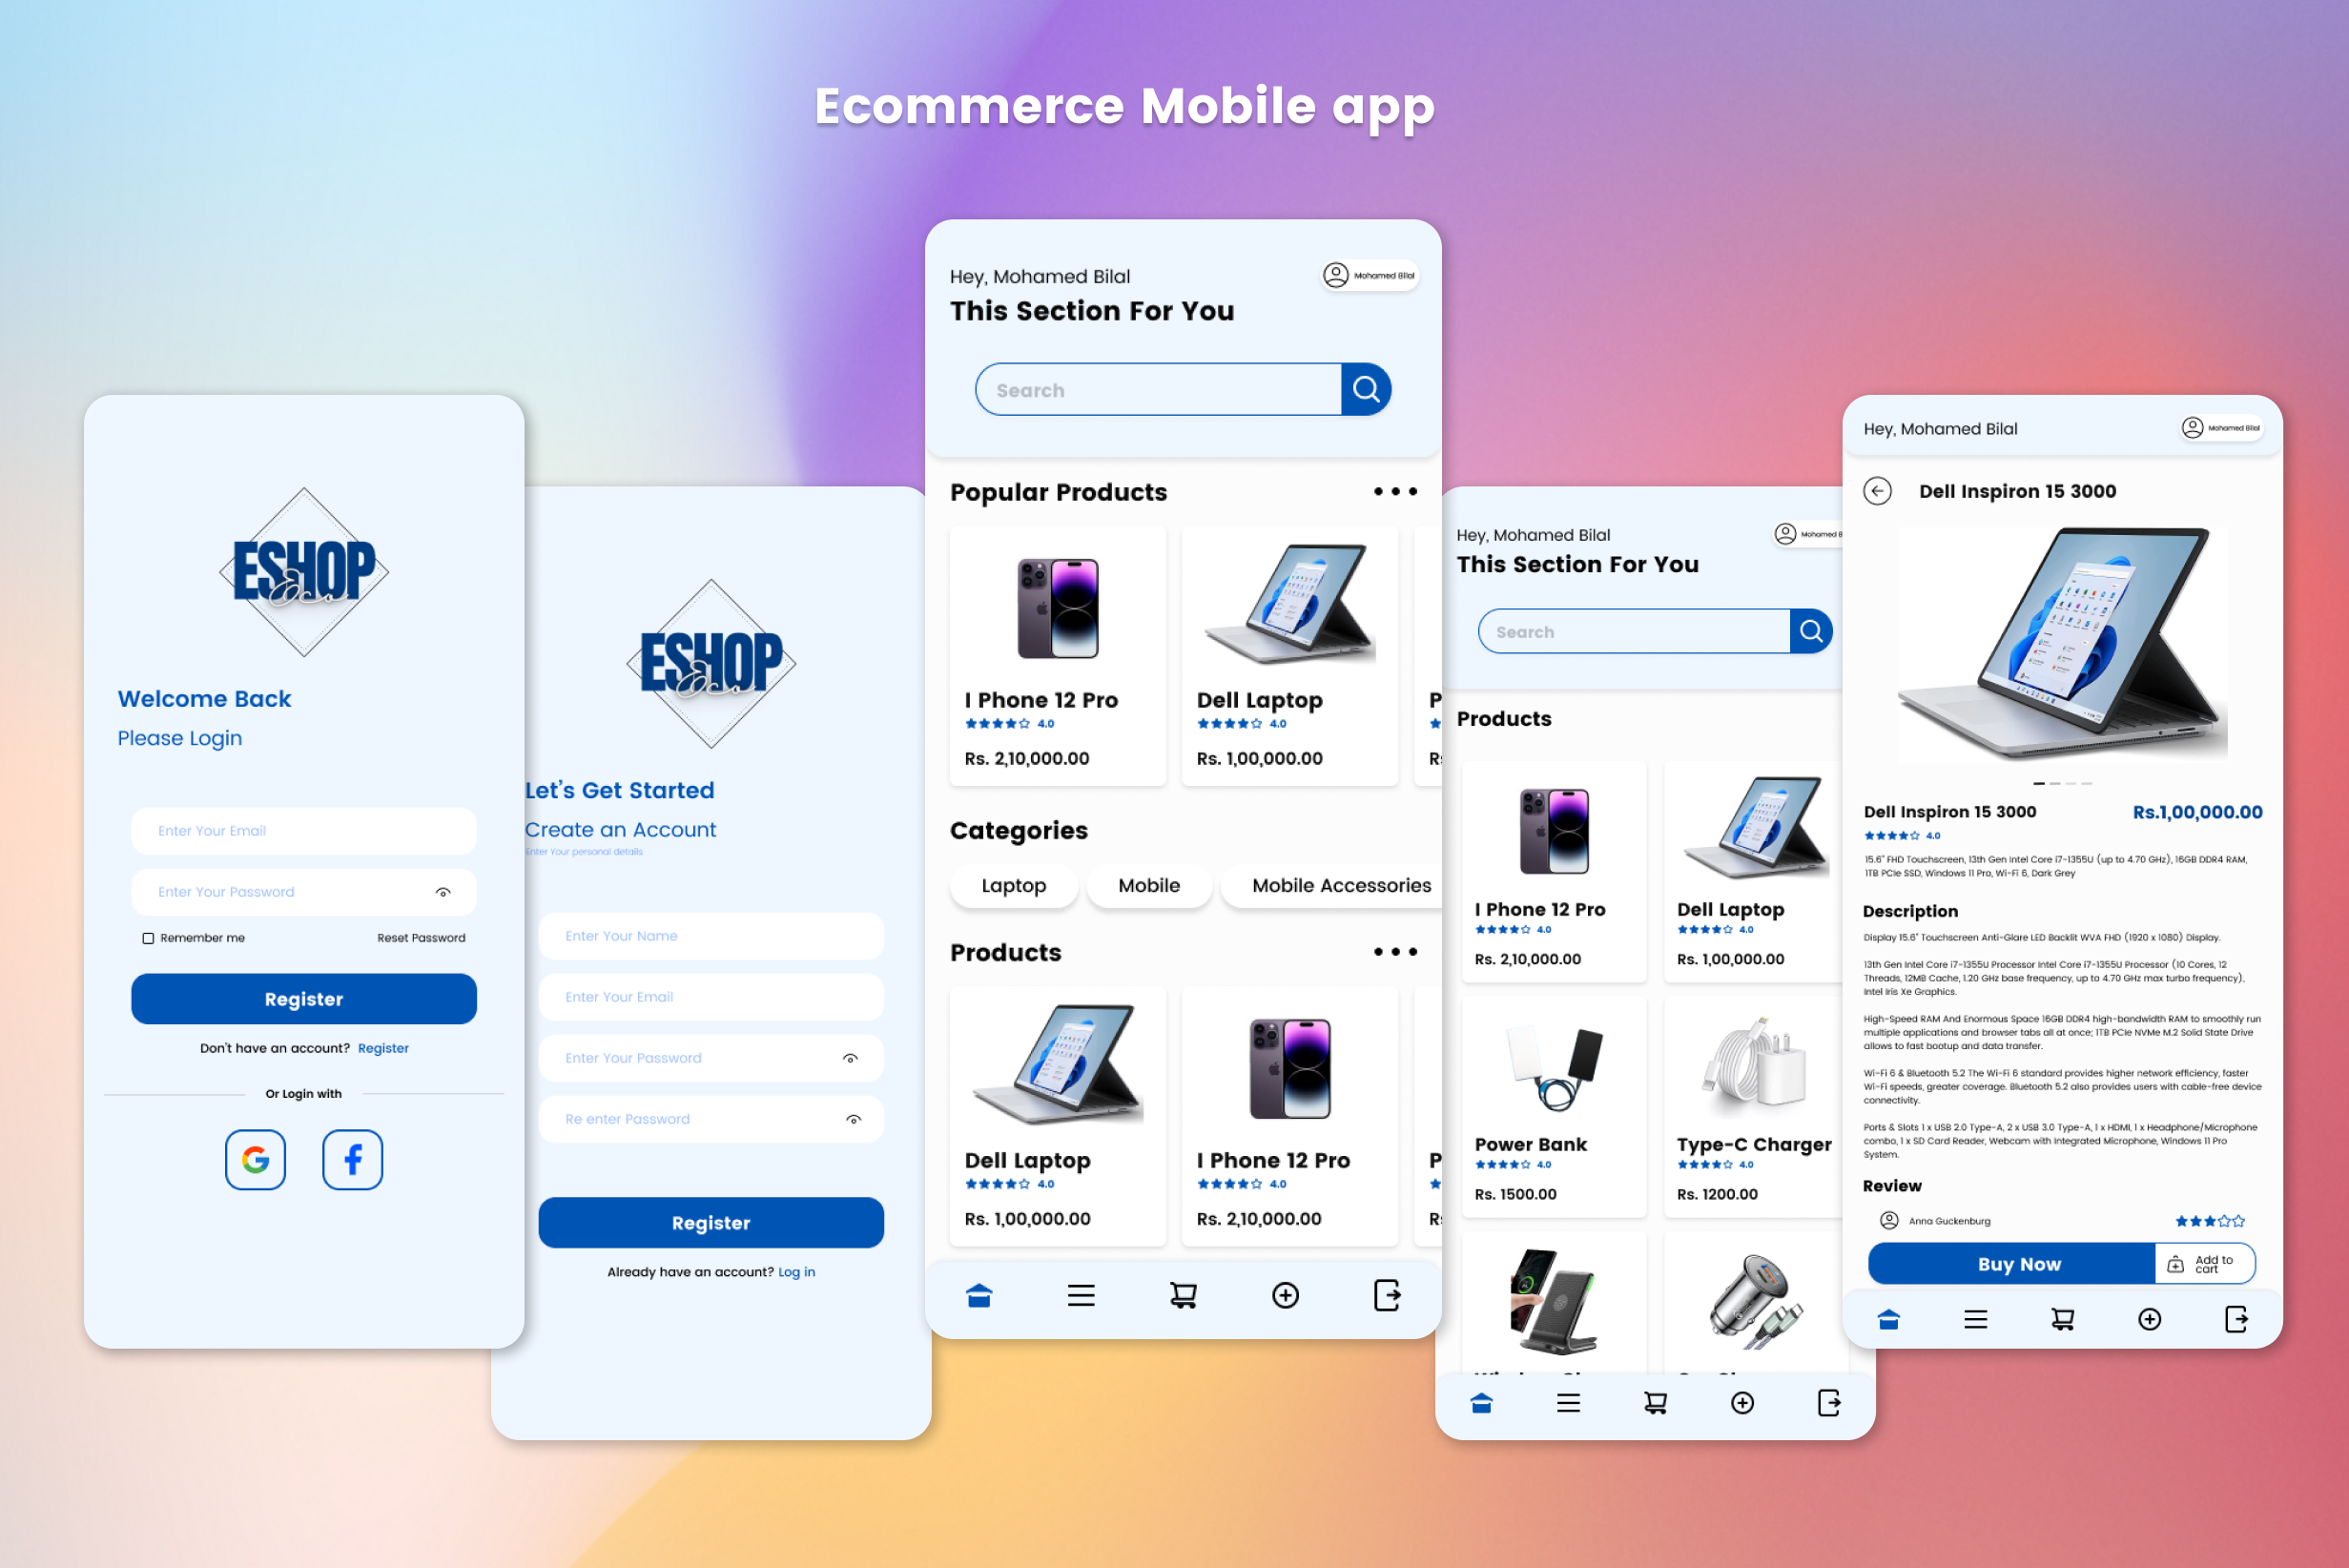 Ecommerce Mobile app
ESHOP
Eco
Welcome Back
Please Login
Enter Your Email
Enter Your Password
Remember me
Reset Password
Register
Don't have an account? Register
Or Login with
ESHOP
Eco
Let's Get Started
Create an Account
Enter Your personal details
Enter Your Name
Enter Your Email
Enter Your Password
Re enter Password
Register
Already have an account? Log in
Hey, Mohamed Bilal
Mohamed Bilal
This Section For You
Search
Popular Products
I Phone 12 Pro
4.0
Rs. 2,10,000.00
Dell Laptop
4.0
Rs. 1,00,000.00
P
R
Categories
Laptop
Mobile
Mobile Accessories
Products
Dell Laptop
4.0
Rs. 1,00,000.00
I Phone 12 Pro
4.0
Rs. 2,10,000.00
P
R
Hey, Mohamed Bilal
Mohamed B
This Section For You
Search
Products
I Phone 12 Pro
4.0
Rs. 2,10,000.00
Dell Laptop
4.0
Rs. 1,00,000.00
Power Bank
4.0
Rs. 1500.00
Type-C Charger
4.0
Rs. 1200.00
Hey, Mohamed Bilal
Mohamed Bilal
Dell Inspiron 15 3000
Dell Inspiron 15 3000
Rs.1,00,000.00
4.0
15.6" FHD Touchscreen, 13th Gen Intel Core i7-1355U (up to 4.70 GHz), 16GB DDR4 RAM,
1TB PCIe SSD, Windows 11 Pro, Wi-Fi 6, Dark Grey
Description
Display 15.6" Touchscreen Anti-Glare LED Backlit WVA FHD (1920 x 1080) Display.
13th Gen Intel Core i7-1355U Processor Intel Core i7-1355U Processor (10 Cores, 12
Threads, 12MB Cache, 1.20 GHz base frequency, up to 4.70 GHz max turbo frequency),
Intel Iris Xe Graphics.
High-Speed RAM And Enormous Space 16GB DDR4 high-bandwidth RAM to smoothly run
multiple applications and browser tabs all at once; 1TB PCIe NVMe M.2 Solid State Drive
allows to fast bootup and data transfer.
Wi-Fi 6 & Bluetooth 5.2 The Wi-Fi 6 standard provides higher network efficiency, faster
Wi-Fi speeds, greater coverage. Bluetooth 5.2 also provides users with cable-free device
connectivity.
Ports & Slots 1 x USB 2.0 Type-A, 2 x USB 3.0 Type-A, 1 x HDMI, 1 x Headphone/Microphone
combo, 1 x SD Card Reader, Webcam with Integrated Microphone, Windows 11 Pro
System.
Review
Anna Guckenburg
Buy Now
Add to
cart